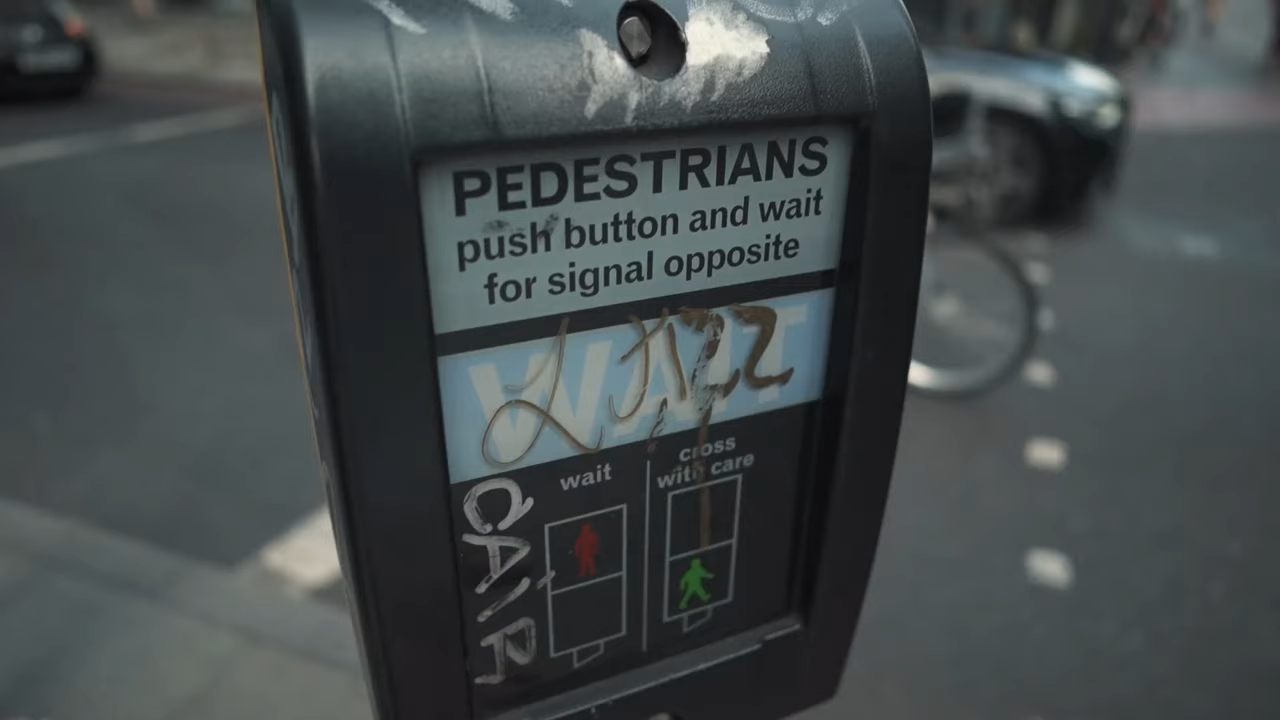 PEDESTRIANS
push button and wait
for signal opposite
WAIT
wait
cross
with care